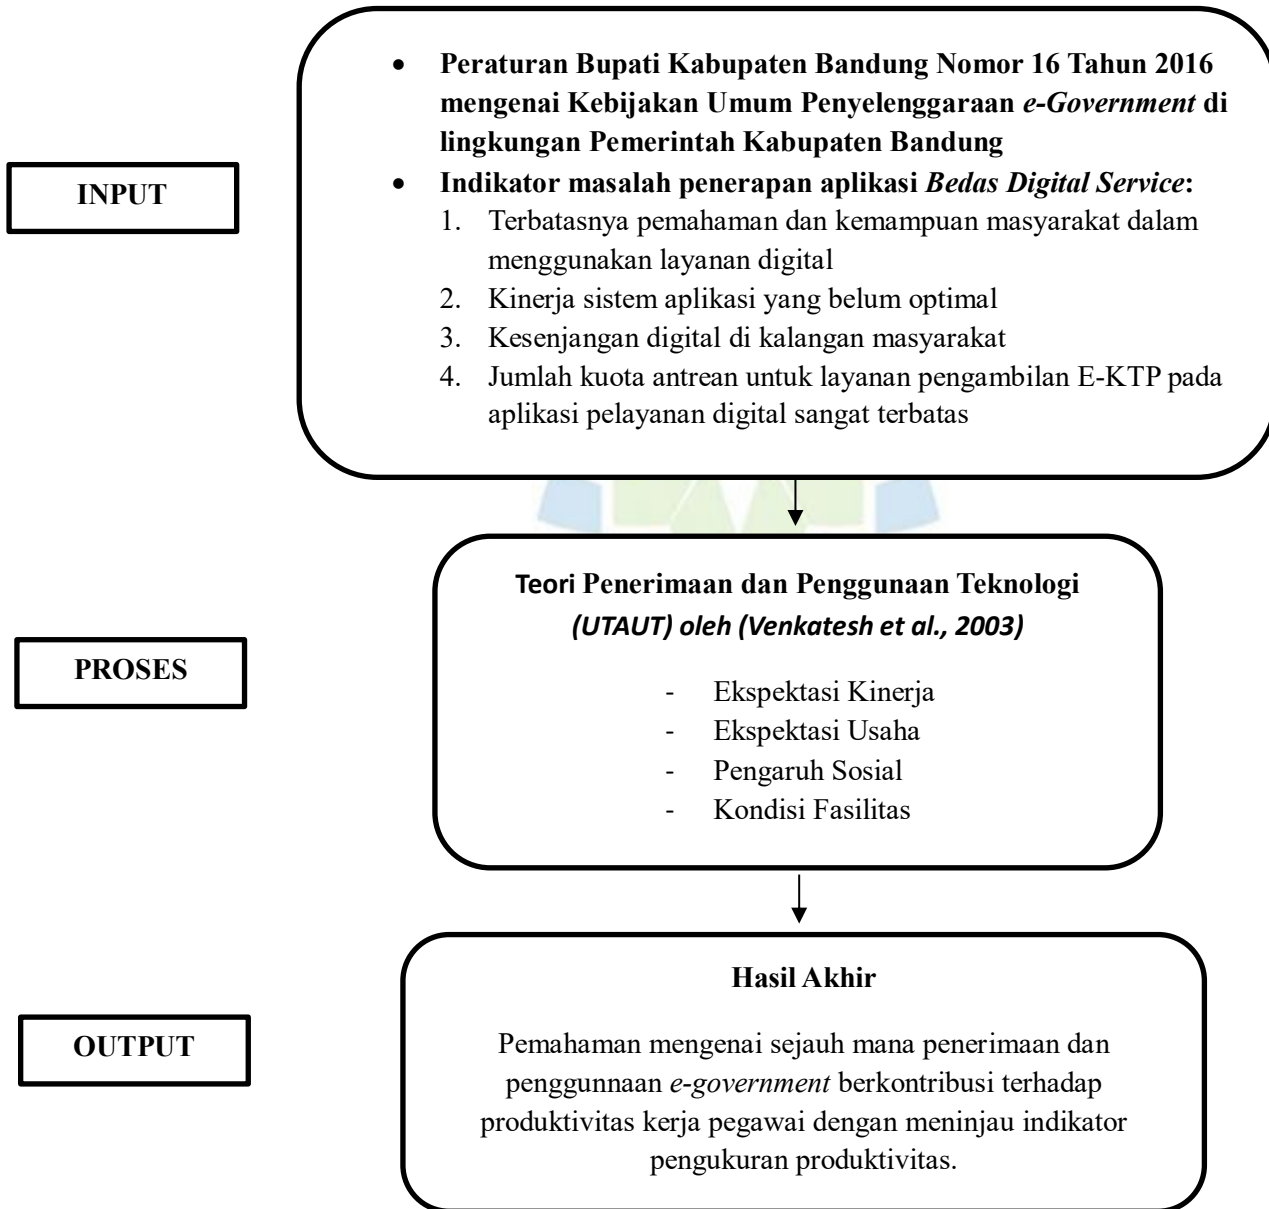 INPUT
• Peraturan Bupati Kabupaten Bandung Nomor 16 Tahun 2016
mengenai Kebijakan Umum Penyelenggaraan e-Government di
lingkungan Pemerintah Kabupaten Bandung
• Indikator masalah penerapan aplikasi Bedas Digital Service:
1. Terbatasnya pemahaman dan kemampuan masyarakat dalam
menggunakan layanan digital
2. Kinerja sistem aplikasi yang belum optimal
3. Kesenjangan digital di kalangan masyarakat
4. Jumlah kuota antrean untuk layanan pengambilan E-KTP pada
aplikasi pelayanan digital sangat terbatas
PROSES
Teori Penerimaan dan Penggunaan Teknologi
(UTAUT) oleh (Venkatesh et al., 2003)
- Ekspektasi Kinerja
- Ekspektasi Usaha
- Pengaruh Sosial
- Kondisi Fasilitas
OUTPUT
Hasil Akhir
Pemahaman mengenai sejauh mana penerimaan dan
penggunnaan e-government berkontribusi terhadap
produktivitas kerja pegawai dengan meninjau indikator
pengukuran produktivitas.